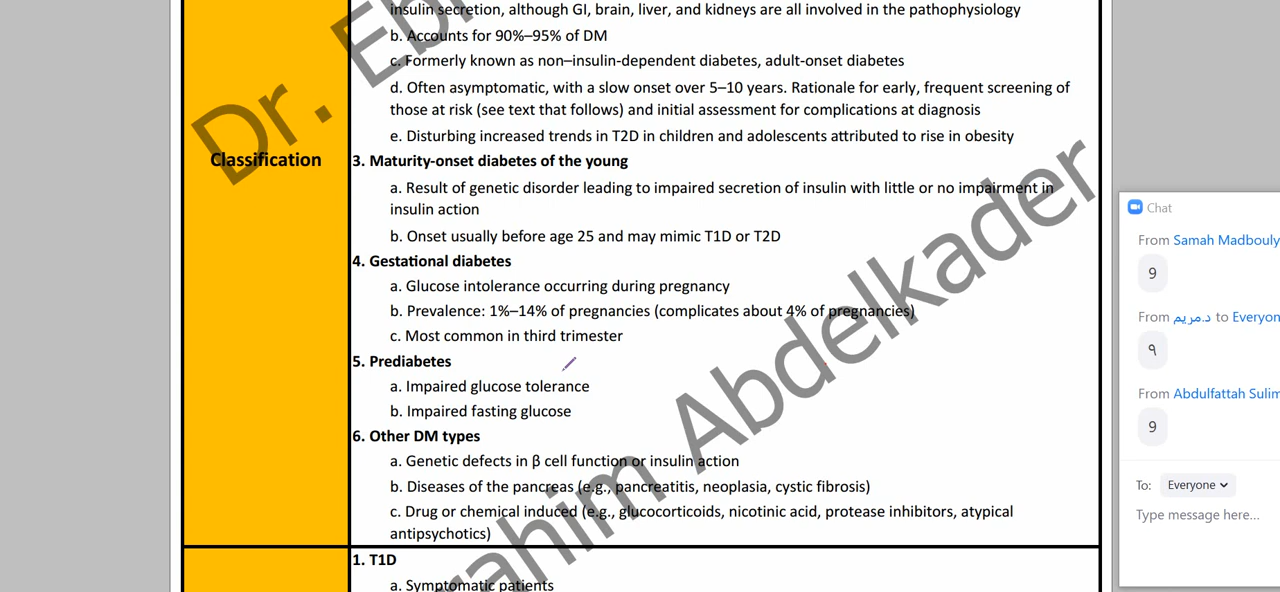 insulin secretion, although GI, brain, liver, and kidneys are all involved in the pathophysiology
b. Accounts for 90%–95% of DM
c. Formerly known as non–insulin-dependent diabetes, adult-onset diabetes
d. Often asymptomatic, with a slow onset over 5–10 years. Rationale for early, frequent screening of
those at risk (see text that follows) and initial assessment for complications at diagnosis
e. Disturbing increased trends in T2D in children and adolescents attributed to rise in obesity
Classification
3. Maturity-onset diabetes of the young
a. Result of genetic disorder leading to impaired secretion of insulin with little or no impairment in
insulin action
b. Onset usually before age 25 and may mimic T1D or T2D
4. Gestational diabetes
a. Glucose intolerance occurring during pregnancy
b. Prevalence: 1%–14% of pregnancies (complicates about 4% of pregnancies)
c. Most common in third trimester
5. Prediabetes
a. Impaired glucose tolerance
b. Impaired fasting glucose
6. Other DM types
a. Genetic defects in β cell function or insulin action
b. Diseases of the pancreas (e.g., pancreatitis, neoplasia, cystic fibrosis)
c. Drug or chemical induced (e.g., glucocorticoids, nicotinic acid, protease inhibitors, atypical
antipsychotics)
1. T1D
a. Symptomatic patients
Dr. Eb
rahim Abdelkader
Chat
From Samah Madbouly
9
From د.مريم to Everyon
٩
From Abdulfattah Sulim
9
To: Everyone
Type message here...